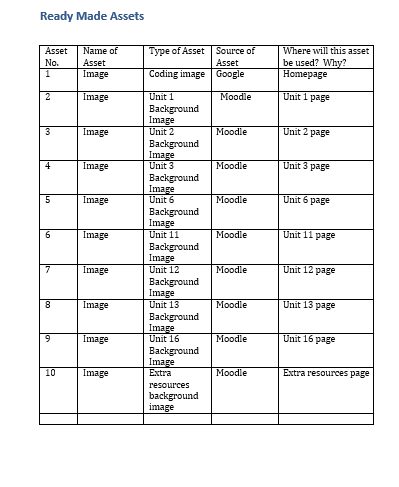 Ready Made Assets
Asset No. Name of Asset Type of Asset Source of Asset Where will this asset be used? Why?
1 Image Coding image Google Homepage
2 Image Unit 1 Background Image Moodle Unit 1 page
3 Image Unit 2 Background Image Moodle Unit 2 page
4 Image Unit 3 Background Image Moodle Unit 3 page
5 Image Unit 6 Background Image Moodle Unit 6 page
6 Image Unit 11 Background Image Moodle Unit 11 page
7 Image Unit 12 Background Image Moodle Unit 12 page
8 Image Unit 13 Background Image Moodle Unit 13 page
9 Image Unit 16 Background Image Moodle Unit 16 page
10 Image Extra resources background image Moodle Extra resources page